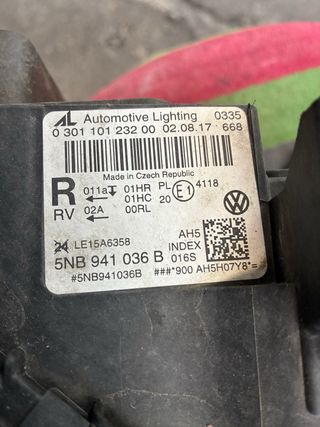 AL Automotive Lighting 0335
0 301 101 232 00 02.08.17 668
Made in Czech Republic
R 011a 01HR PL E1 4118
01HC 20
RV 02A 00RL
VW
24 LE15A6358 AH5
5NB 941 036 B INDEX
016S
#5NB941036B ###*900 AH5H07Y8*=